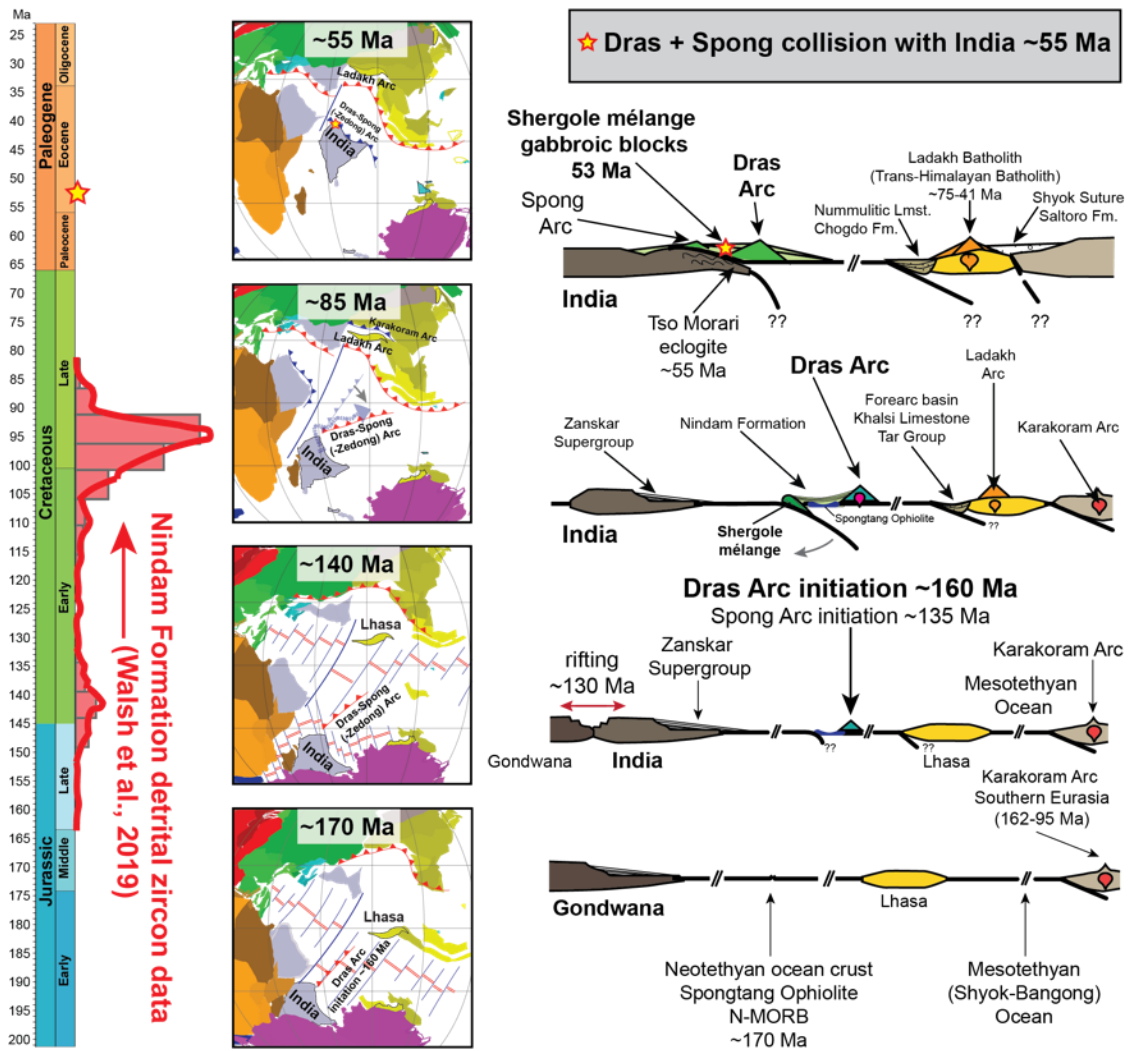 Ma
25
30
35
40
45
50
55
60
65
70
75
80
85
90
95
100
105
110
115
120
125
130
135
140
145
150
155
160
165
170
175
180
185
190
195
200
Paleogene
Cretaceous
Jurassic
Oligocene
Eocene
Paleocene
Late
Early
Late
Middle
Early
Nindam Formation detrital zircon data
(Walsh et al., 2019)
~55 Ma
Ladakh Arc
Dras-Spong
(-Zedong) Arc
India
~85 Ma
Karakoram Arc
Ladakh Arc
Dras-Spong
(-Zedong) Arc
India
~140 Ma
Lhasa
Dras-Spong
(-Zedong) Arc
India
~170 Ma
Lhasa
Dras Arc
initation ~160 Ma
India
Dras + Spong collision with India ~55 Ma
Shergole mélange
gabbroic blocks
53 Ma
Spong
Arc
Dras
Arc
Ladakh Batholith
(Trans-Himalayan Batholith)
~75-41 Ma
Nummulitic Lmst.
Chogdo Fm.
Shyok Suture
Saltoro Fm.
India
Tso Morari
eclogite
~55 Ma
??
??
??
Dras Arc
Ladakh
Arc
Zanskar
Supergroup
Nindam Formation
Forearc basin
Khalsi Limestone
Tar Group
Karakoram Arc
India
Shergole
mélange
Spongtang Ophiolite
??
Dras Arc initiation ~160 Ma
Spong Arc initiation ~135 Ma
rifting
~130 Ma
Zanskar
Supergroup
Karakoram Arc
Mesotethyan
Ocean
Gondwana
India
??
??
Lhasa
Karakoram Arc
Southern Eurasia
(162-95 Ma)
Gondwana
Lhasa
Neotethyan ocean crust
Spongtang Ophiolite
N-MORB
~170 Ma
Mesotethyan
(Shyok-Bangong)
Ocean